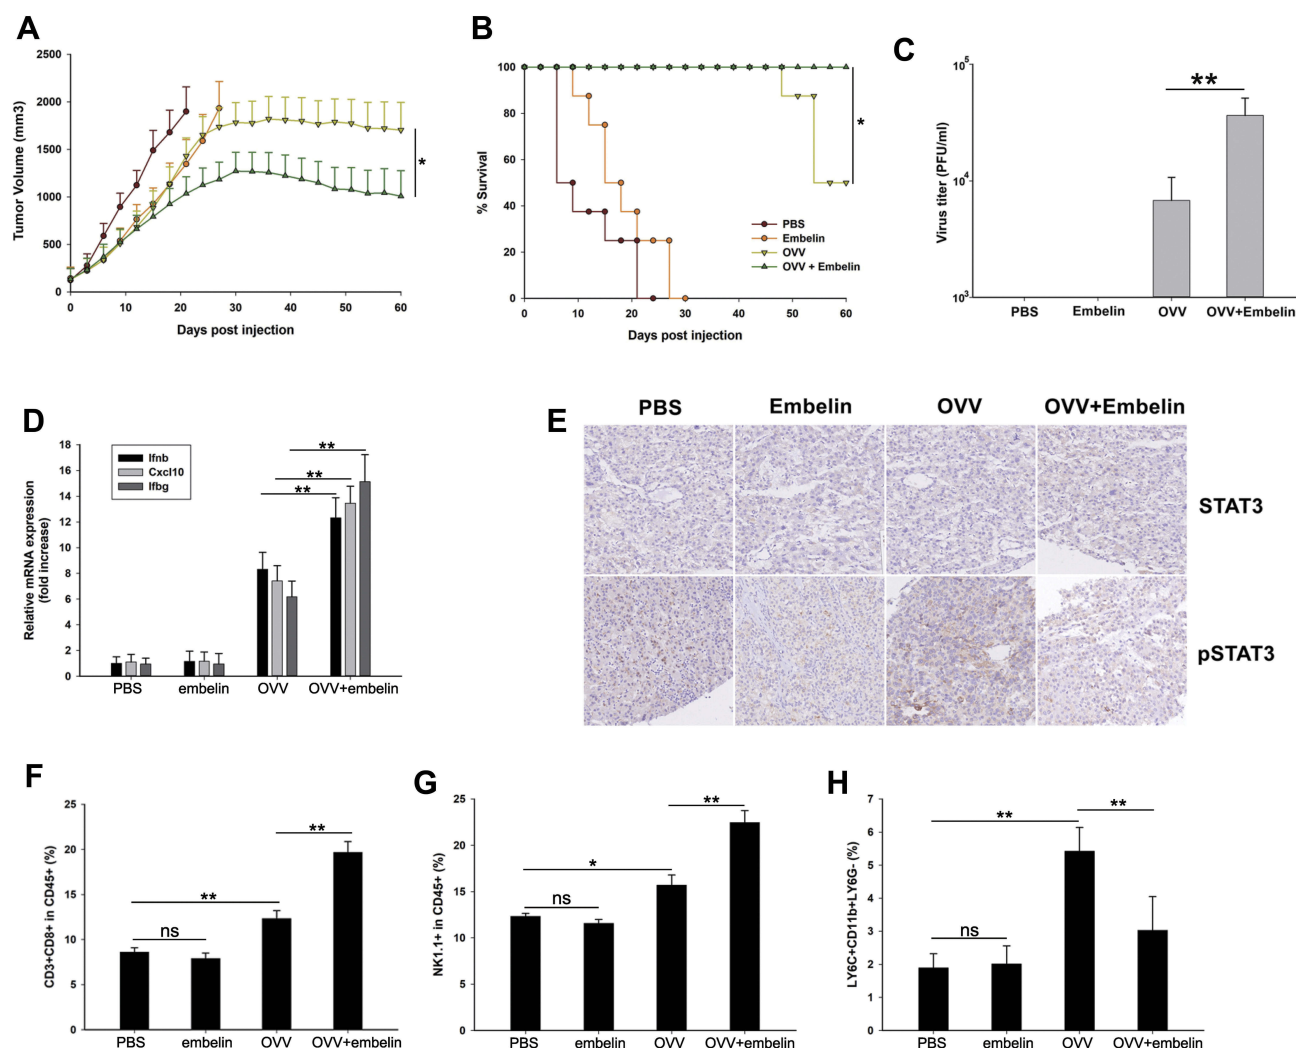 A
2500
2000
1500
1000
500
0
Tumor Volume (mm3)
0 10 20 30 40 50 60
Days post injection
*
B
100
80
60
40
20
0
% Survival
0 10 20 30 40 50 60
Days post injection
*
PBS
Embelin
OVV
OVV + Embelin
C
10^5
10^4
10^3
Virus titer (PFU/ml)
**
PBS Embelin OVV OVV+Embelin
D
18
16
14
12
10
8
6
4
2
0
Relative mRNA expression
(fold increase)
Ifnb
Cxcl10
Ifbg
**
**
**
PBS embelin OVV OVV+embelin
E
PBS Embelin OVV OVV+Embelin
STAT3
pSTAT3
F
25
20
15
10
5
0
CD3+CD8+ in CD45+ (%)
**
**
ns
PBS embelin OVV OVV+embelin
G
25
20
15
10
5
0
NK1.1+ in CD45+ (%)
**
*
ns
PBS embelin OVV OVV+embelin
H
7
6
5
4
3
2
1
0
LY6C+CD11b+LY6G- (%)
**
**
ns
PBS embelin OVV OVV+embelin